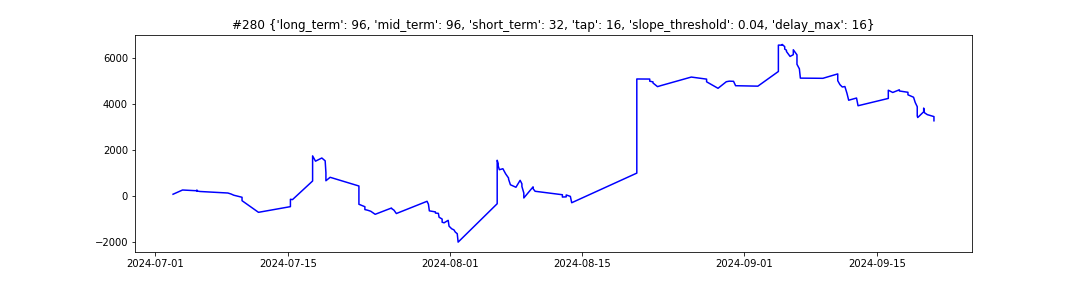 #280 {'long_term': 96, 'mid_term': 96, 'short_term': 32, 'tap': 16, 'slope_threshold': 0.04, 'delay_max': 16}
6000
4000
2000
0
−2000
2024-07-01 2024-07-15 2024-08-01 2024-08-15 2024-09-01 2024-09-15